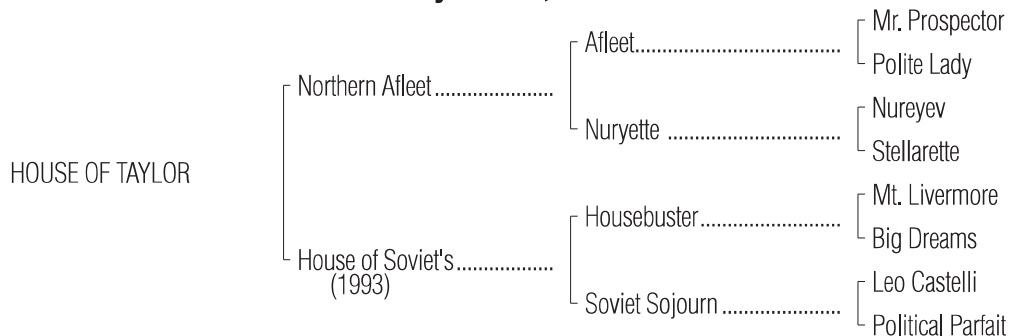 Mr. Prospector
Afleet
Polite Lady
Northern Afleet
Nureyev
Nuryette
Stellarette
HOUSE OF TAYLOR
Mt. Livermore
Housebuster
Big Dreams
House of Soviet's
(1993)
Leo Castelli
Soviet Sojourn
Political Parfait